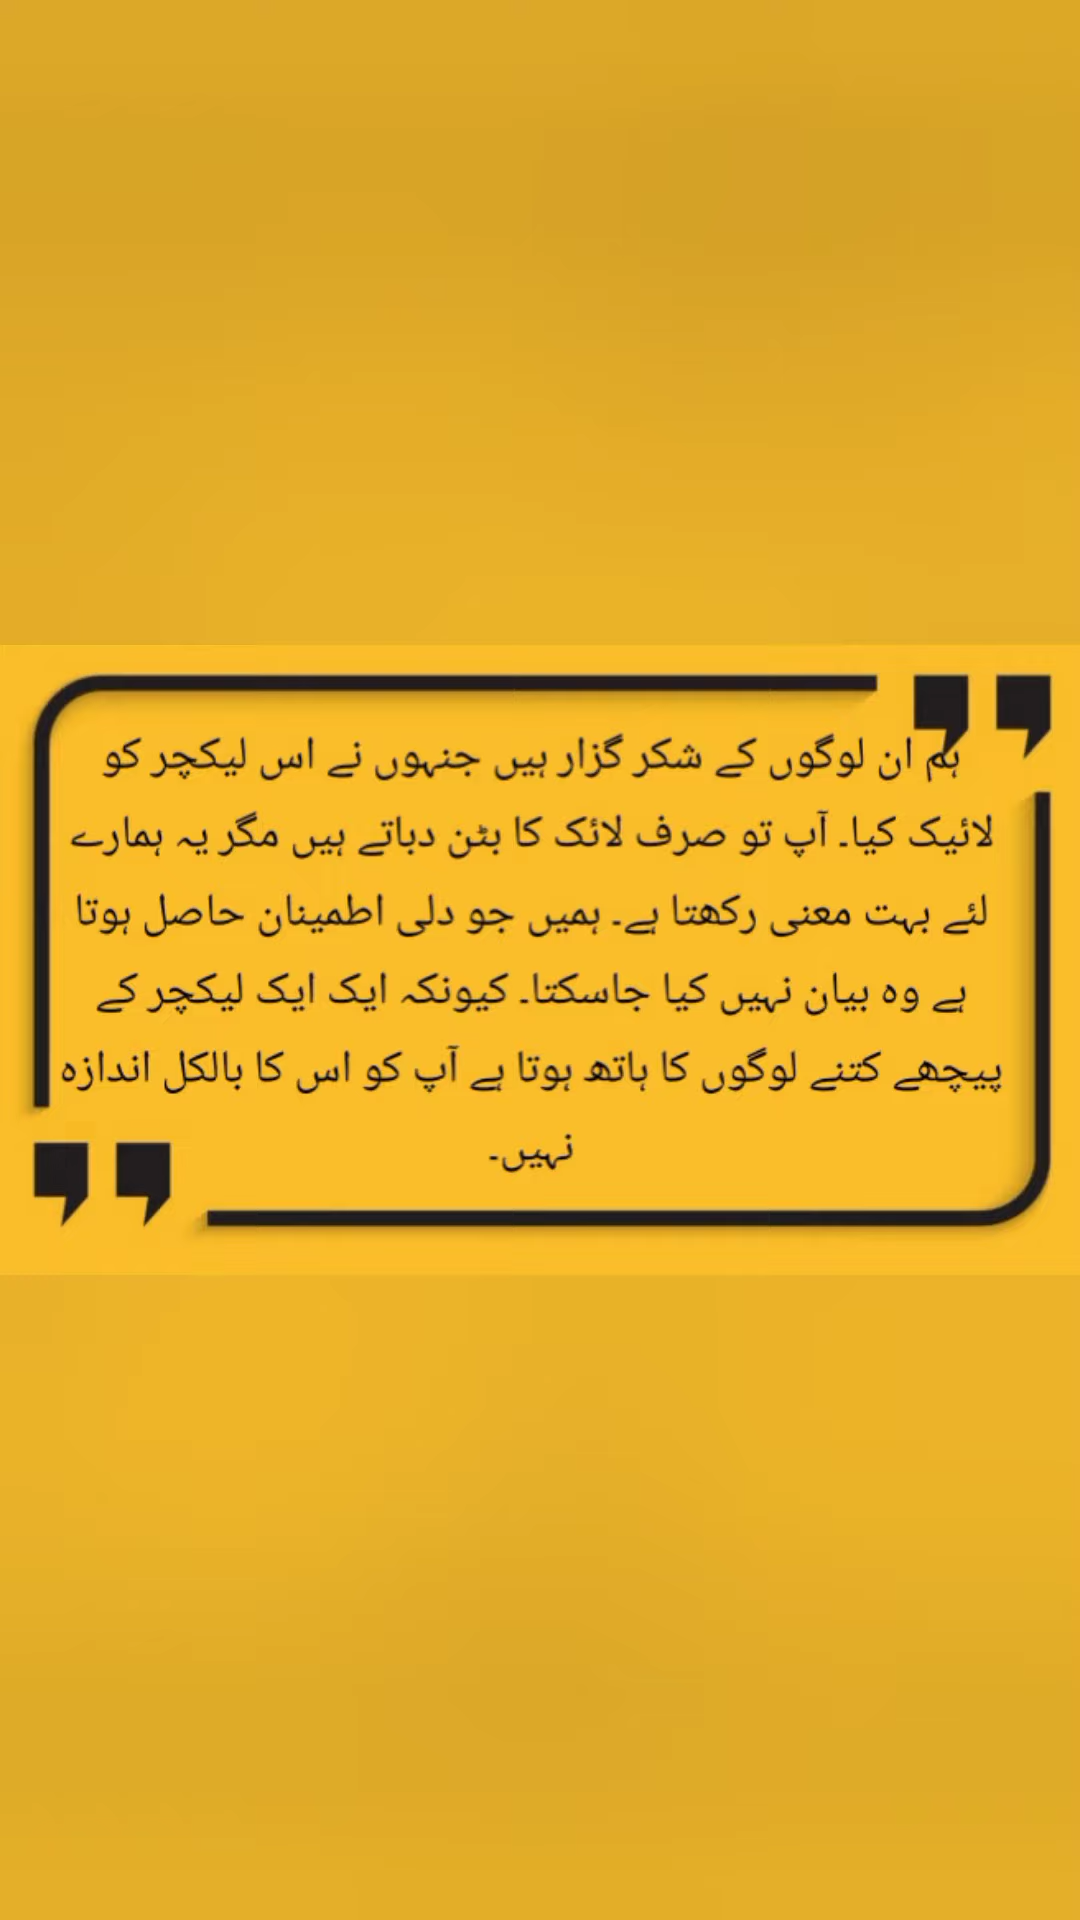 ہم ان لوگوں کے شکر گزار ہیں جنہوں نے اس لیکچر کو
لائیک کیا۔ آپ تو صرف لائک کا بٹن دباتے ہیں مگر یہ ہمارے
لئے بہت معنی رکھتا ہے۔ ہمیں جو دلی اطمینان حاصل ہوتا
ہے وہ بیان نہیں کیا جاسکتا۔ کیونکہ ایک ایک لیکچر کے
پیچھے کتنے لوگوں کا ہاتھ ہوتا ہے آپ کو اس کا بالکل اندازہ
نہیں۔